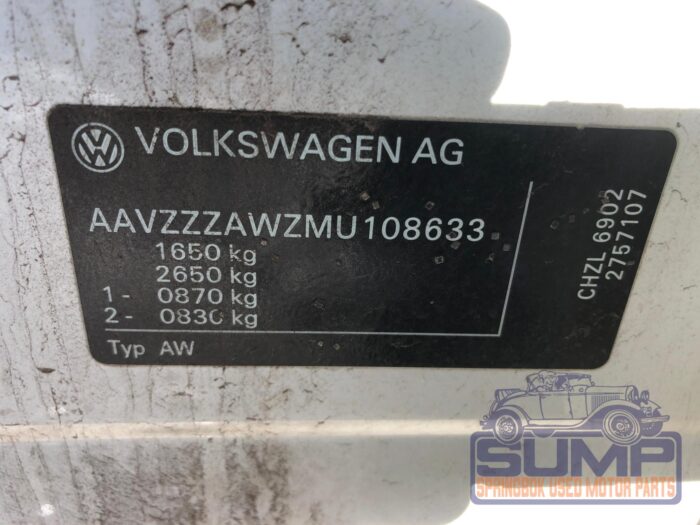 VOLKSWAGEN AG
AAVZZZAWZMU108633
1650 kg
2650 kg
1- 0870 kg
2- 0830 kg
Typ AW
CHZL 6902
2757107
SUMP
SPRINGBOK USED MOTOR PARTS